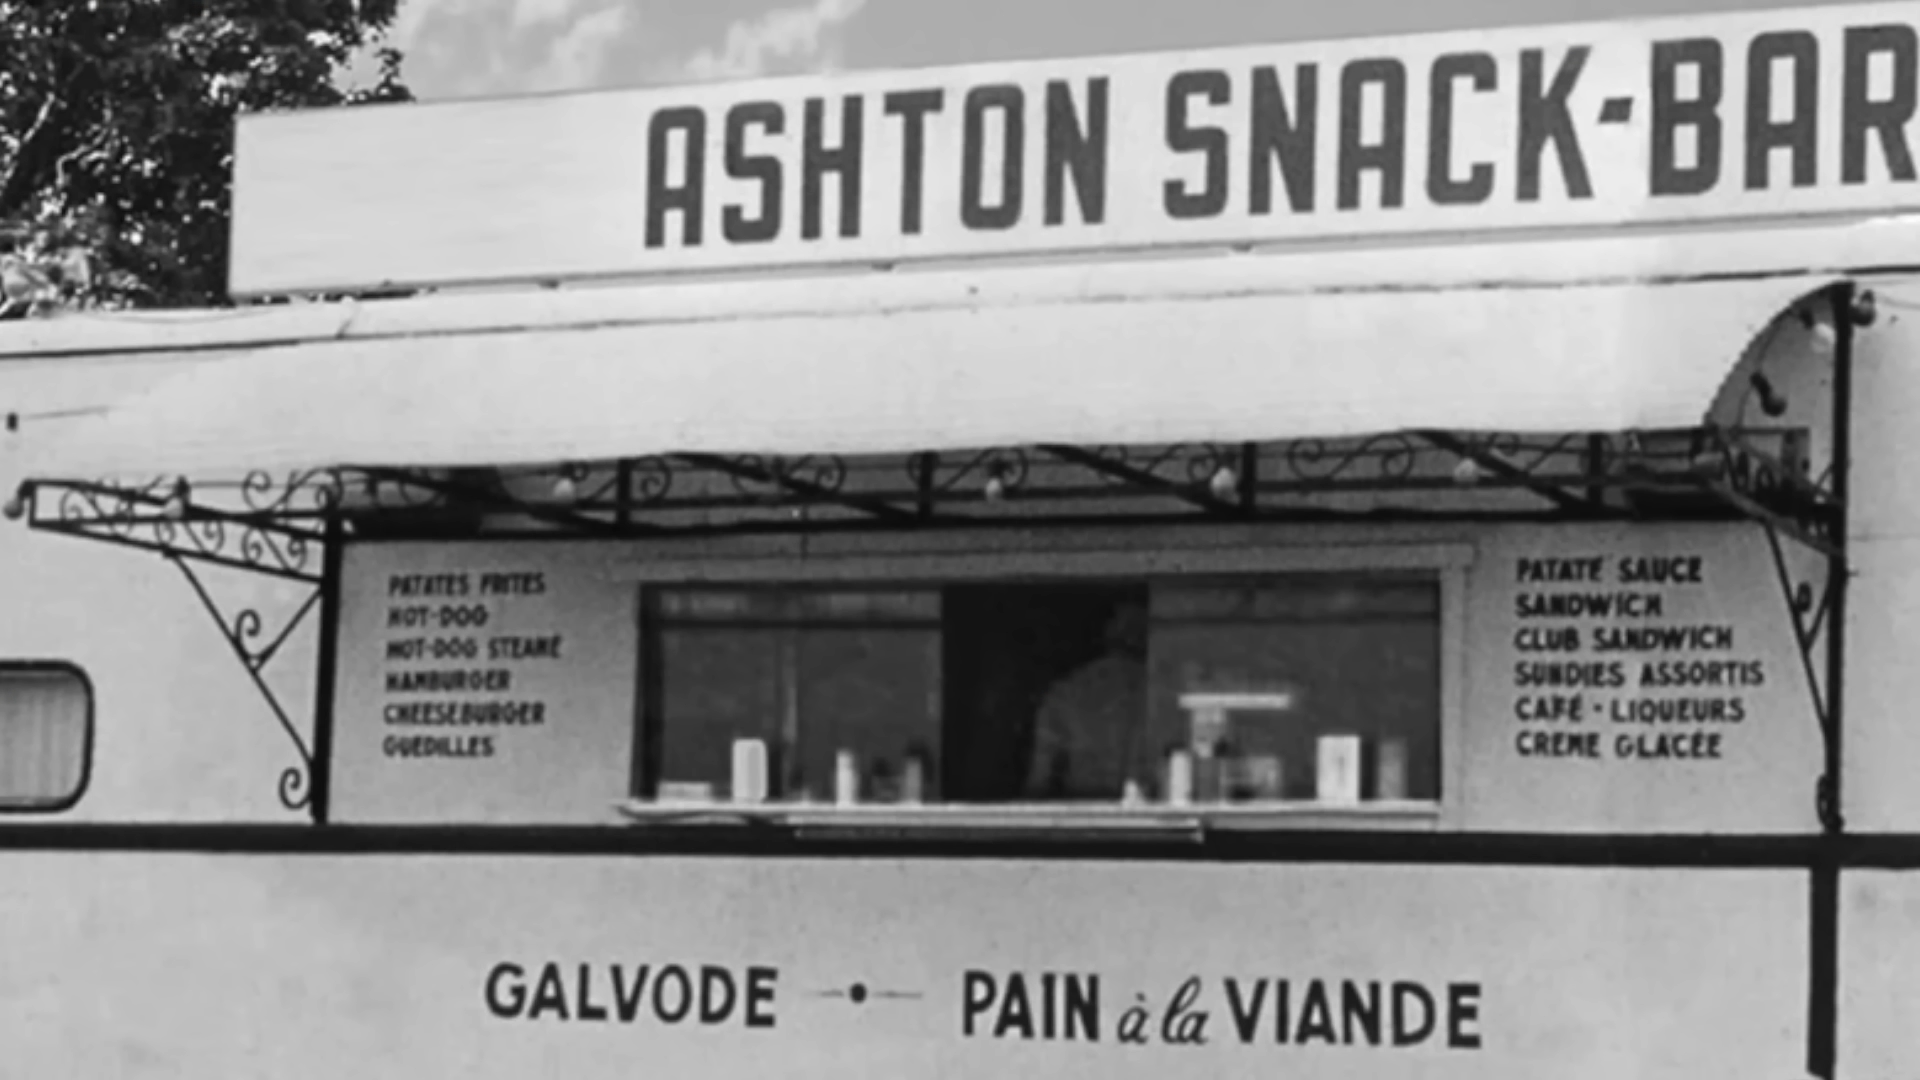 ASHTON SNACK-BAR
PATATES FRITES
HOT-DOG
HOT-DOG STEAMÉ
HAMBURGER
CHEESEBURGER
GUEDILLES
PATATE SAUCE
SANDWICH
CLUB SANDWICH
SUNDIES ASSORTIS
CAFÉ - LIQUEURS
CREME GLACÉE
GALVODE - PAIN à la VIANDE